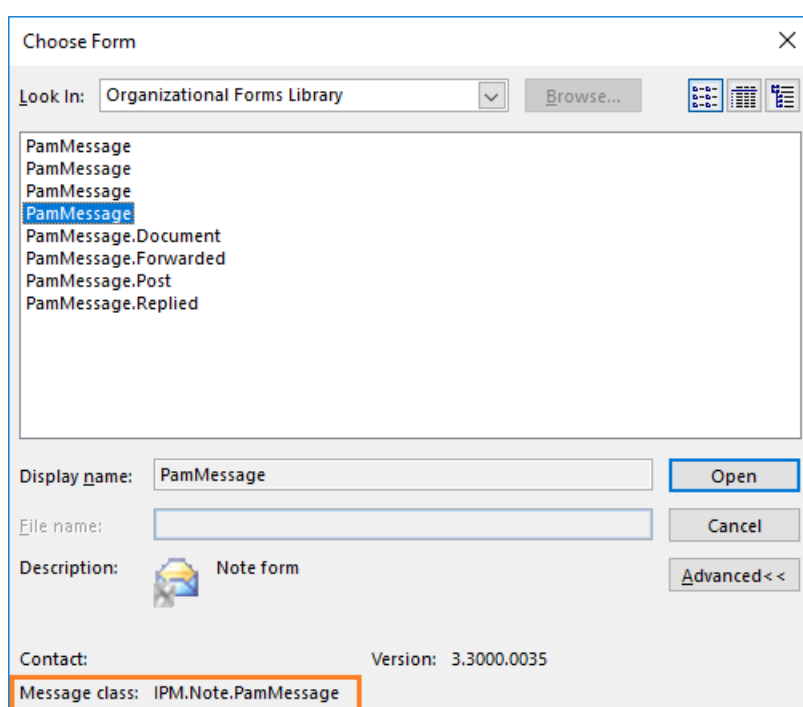 Choose Form
Look In: Organizational Forms Library Browse...
PamMessage
PamMessage
PamMessage
PamMessage
PamMessage.Document
PamMessage.Forwarded
PamMessage.Post
PamMessage.Replied
Display name: PamMessage Open
File name: Cancel
Description: Note form Advanced<<
Contact: Version: 3.3000.0035
Message class: IPM.Note.PamMessage